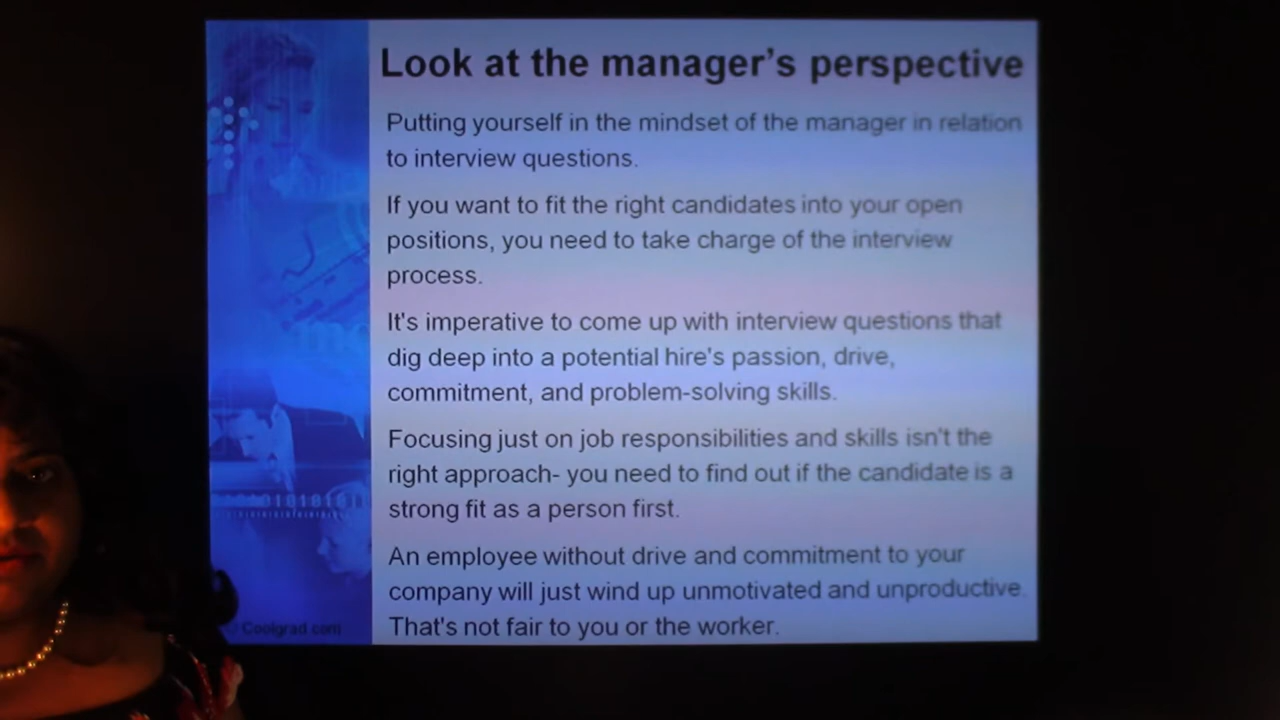 Look at the manager's perspective
Putting yourself in the mindset of the manager in relation
to interview questions.
If you want to fit the right candidates into your open
positions, you need to take charge of the interview
process.
It's imperative to come up with interview questions that
dig deep into a potential hire's passion, drive,
commitment, and problem-solving skills.
Focusing just on job responsibilities and skills isn't the
right approach- you need to find out if the candidate is a
strong fit as a person first.
An employee without drive and commitment to your
company will just wind up unmotivated and unproductive.
That's not fair to you or the worker.
Coolgrad.com